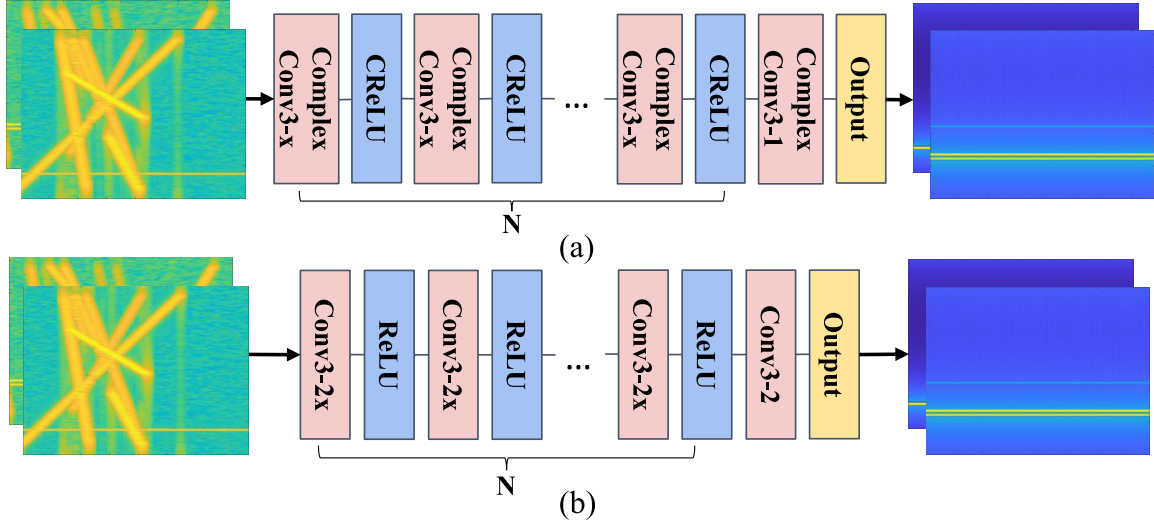 Complex
Conv3-x
CReLU
Complex
Conv3-x
CReLU
...
Complex
Conv3-x
CReLU
Complex
Conv3-1
Output
N
(a)
Conv3-2x
ReLU
Conv3-2x
ReLU
...
Conv3-2x
ReLU
Conv3-2
Output
N
(b)